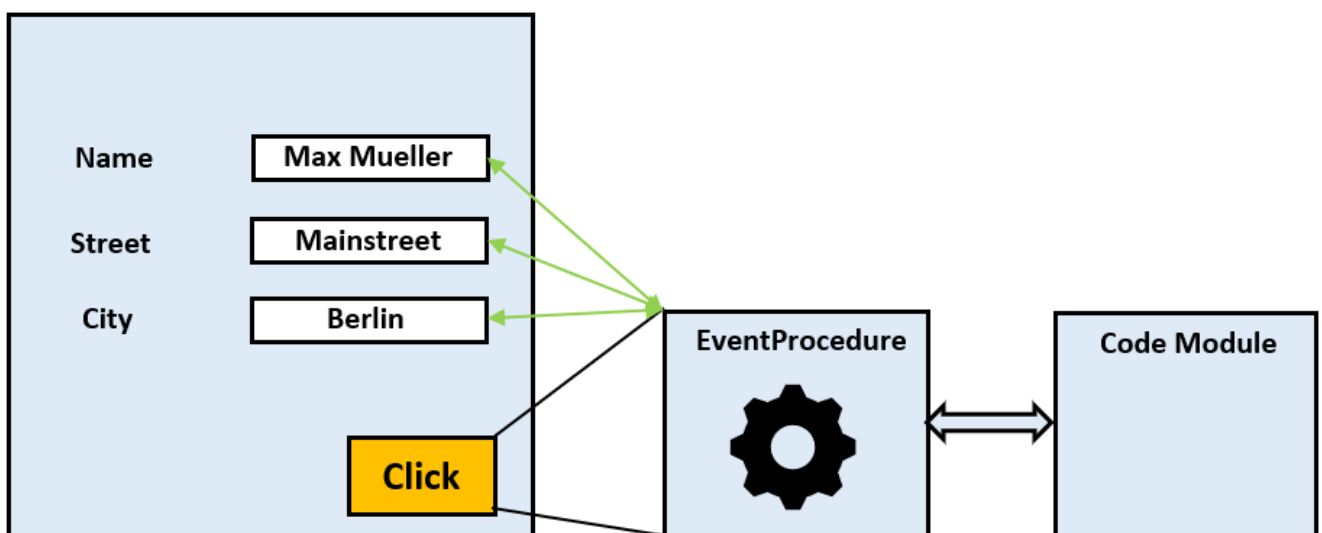 Name
Max Mueller
Street
Mainstreet
City
Berlin
EventProcedure
Code Module
Click